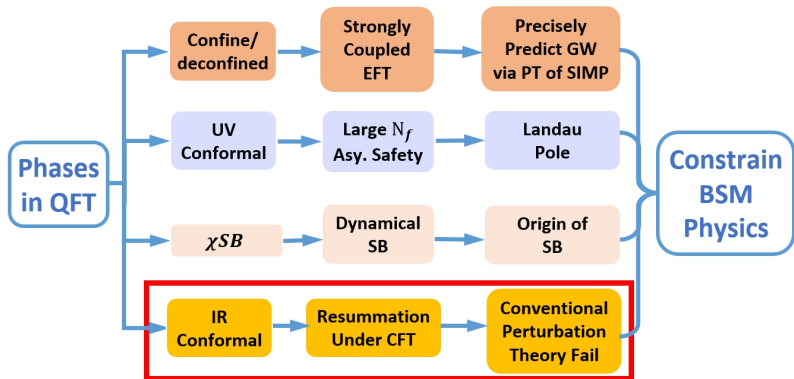 Phases
in QFT
Confine/
deconfined
Strongly
Coupled
EFT
Precisely
Predict GW
via PT of SIMP
UV
Conformal
Large N_f
Asy. Safety
Landau
Pole
χSB
Dynamical
SB
Origin of
SB
IR
Conformal
Resummation
Under CFT
Conventional
Perturbation
Theory Fail
Constrain
BSM
Physics